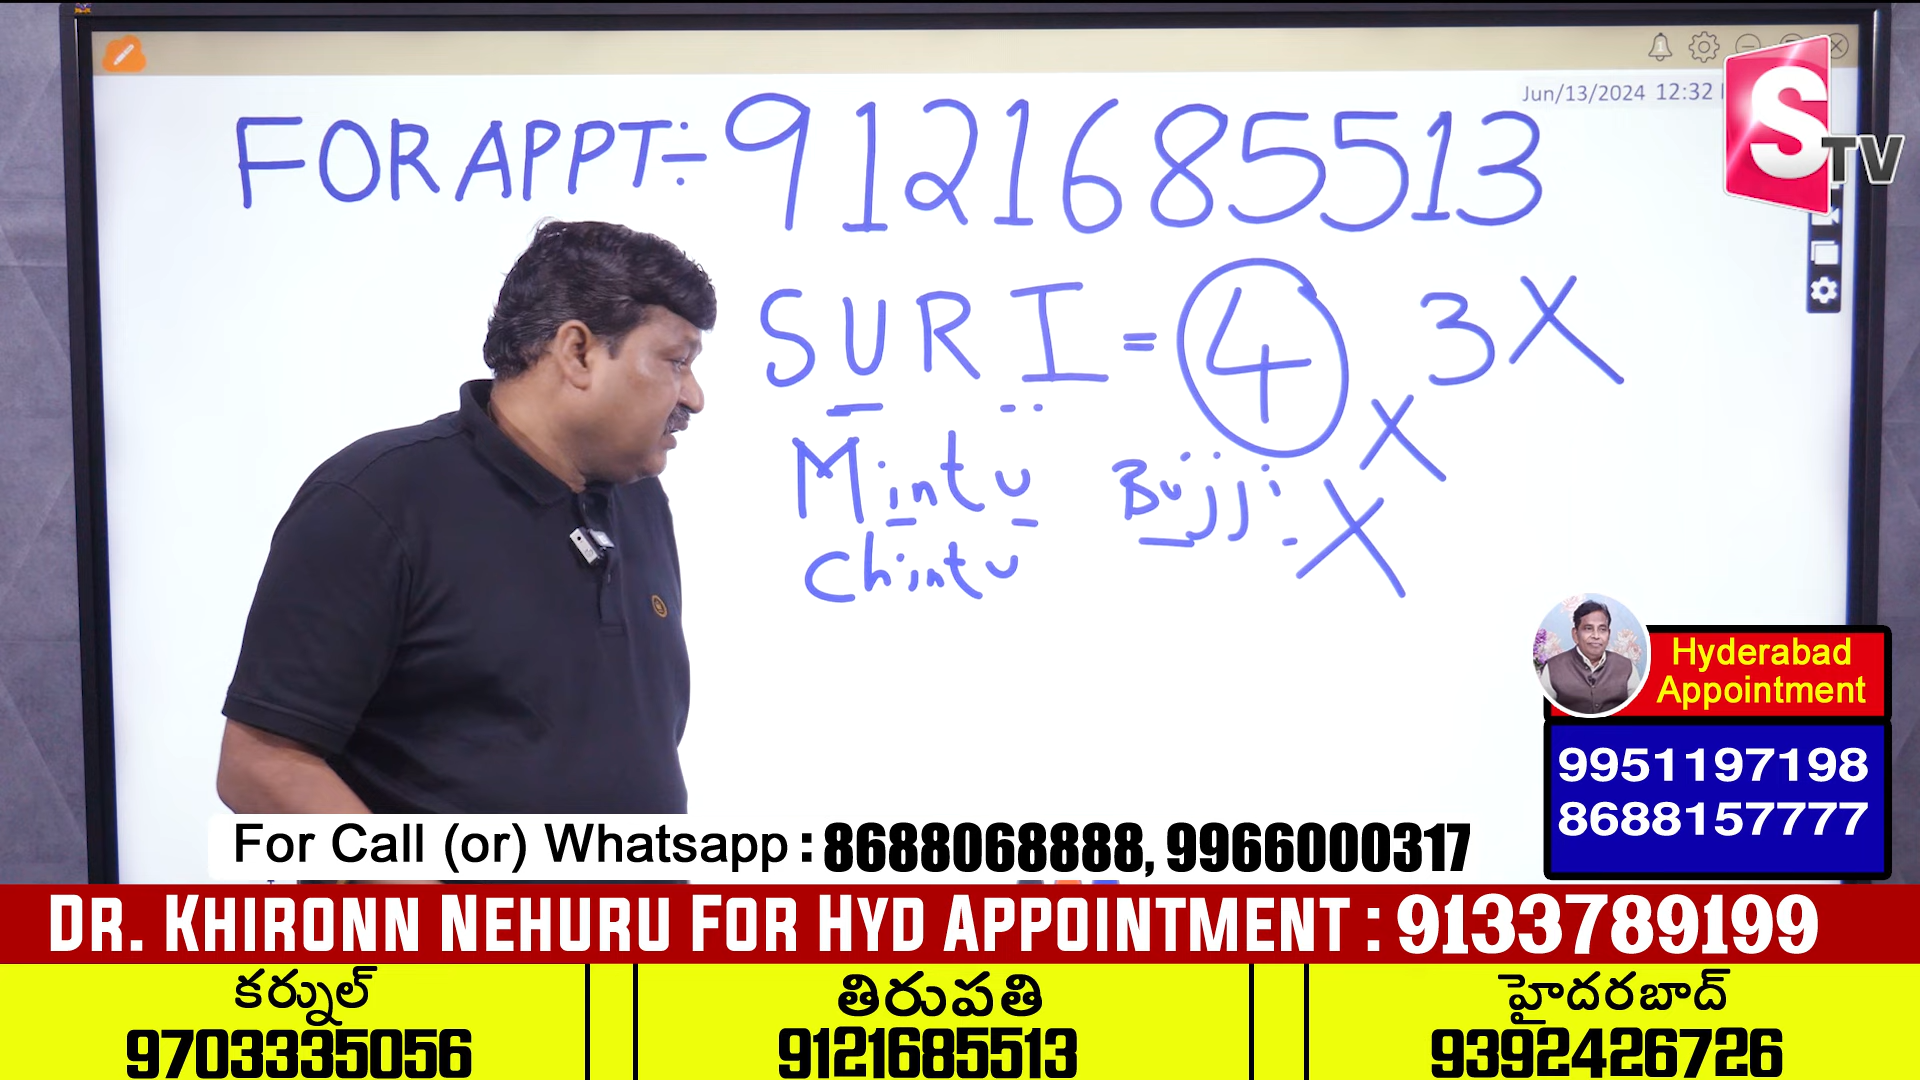 Jun/13/2024 12:32
STV
FOR APPT:- 9121685513
SURI = 4 3X
X
Mintu Bujji X
Chintu
Hyderabad
Appointment
9951197198
8688157777
For Call (or) Whatsapp : 8688068888, 9966000317
DR. KHIRONN NEHURU FOR HYD APPOINTMENT : 9133789199
కర్నుల్ తిరుపతి హైదరబాద్
9703335056 9121685513 9392426726